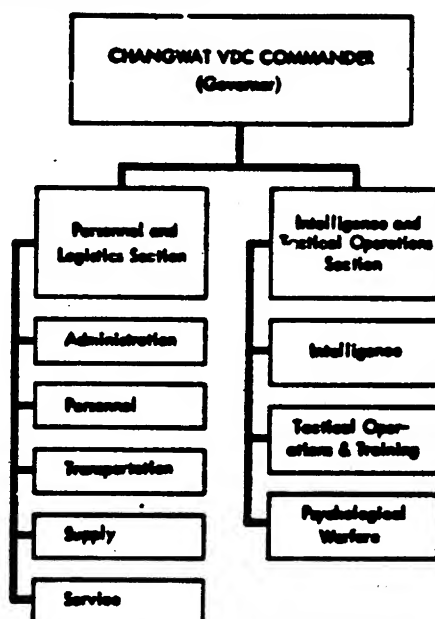 CHANGWAT VDC COMMANDER
(Governor)
Personnel and
Logistics Section
Administration
Personnel
Transportation
Supply
Service
Intelligence and
Tactical Operations
Section
Intelligence
Tactical Oper-
ations & Training
Psychological
Warfare